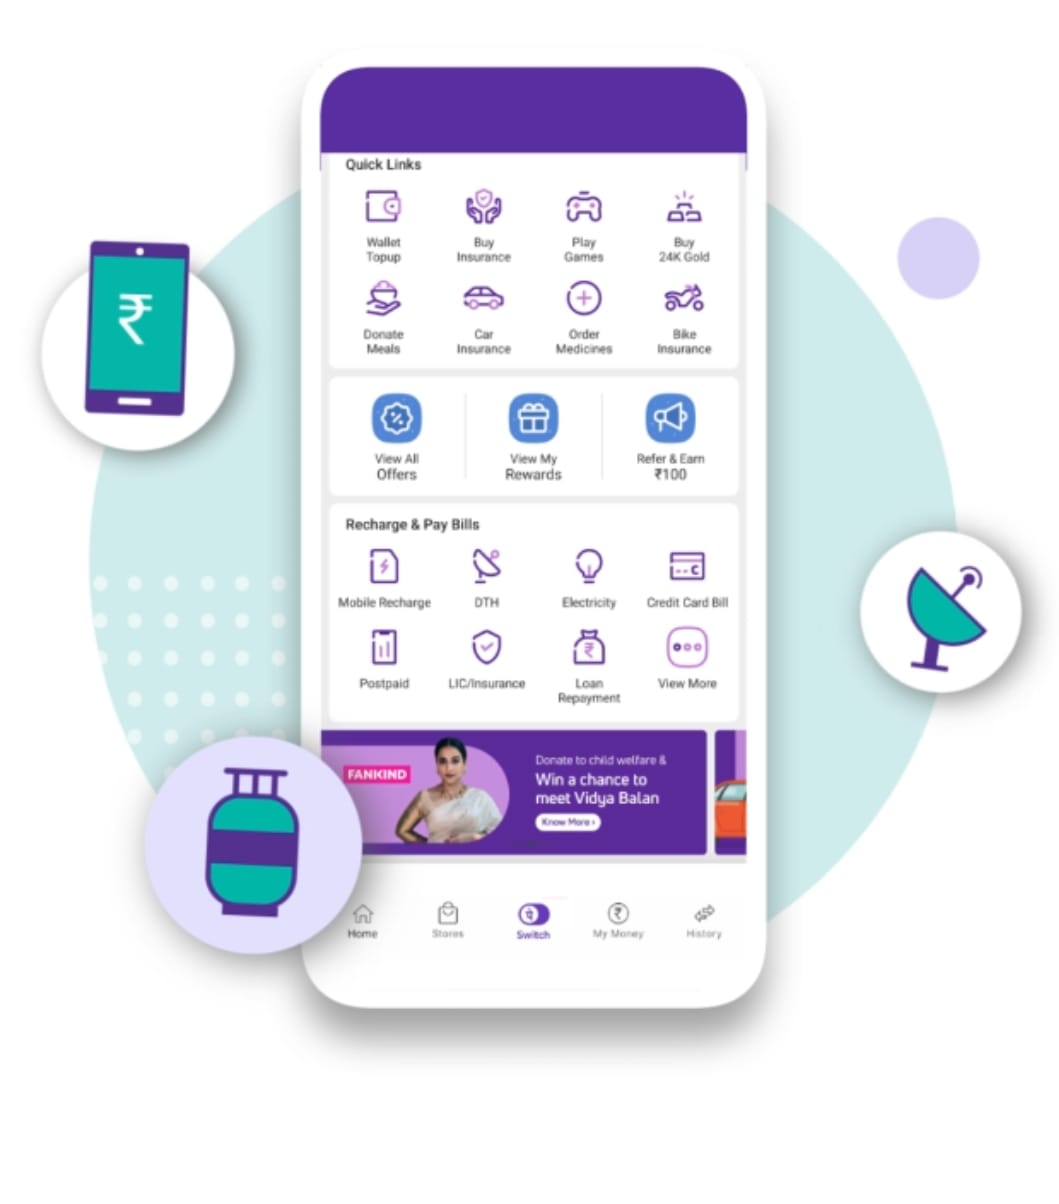 ₹
Quick Links
Wallet
Topup
Buy
Insurance
Play
Games
Buy
24K Gold
Donate
Meals
Car
Insurance
Order
Medicines
Bike
Insurance
View All
Offers
View My
Rewards
Refer & Earn
₹100
Recharge & Pay Bills
Mobile Recharge
DTH
Electricity
Credit Card Bill
Postpaid
LIC/Insurance
₹
Loan
Repayment
View More
FANKIND
Donate to child welfare &
Win a chance to
meet Vidya Balan
Know More ›
Home
Stores
पे
Switch
₹
My Money
History